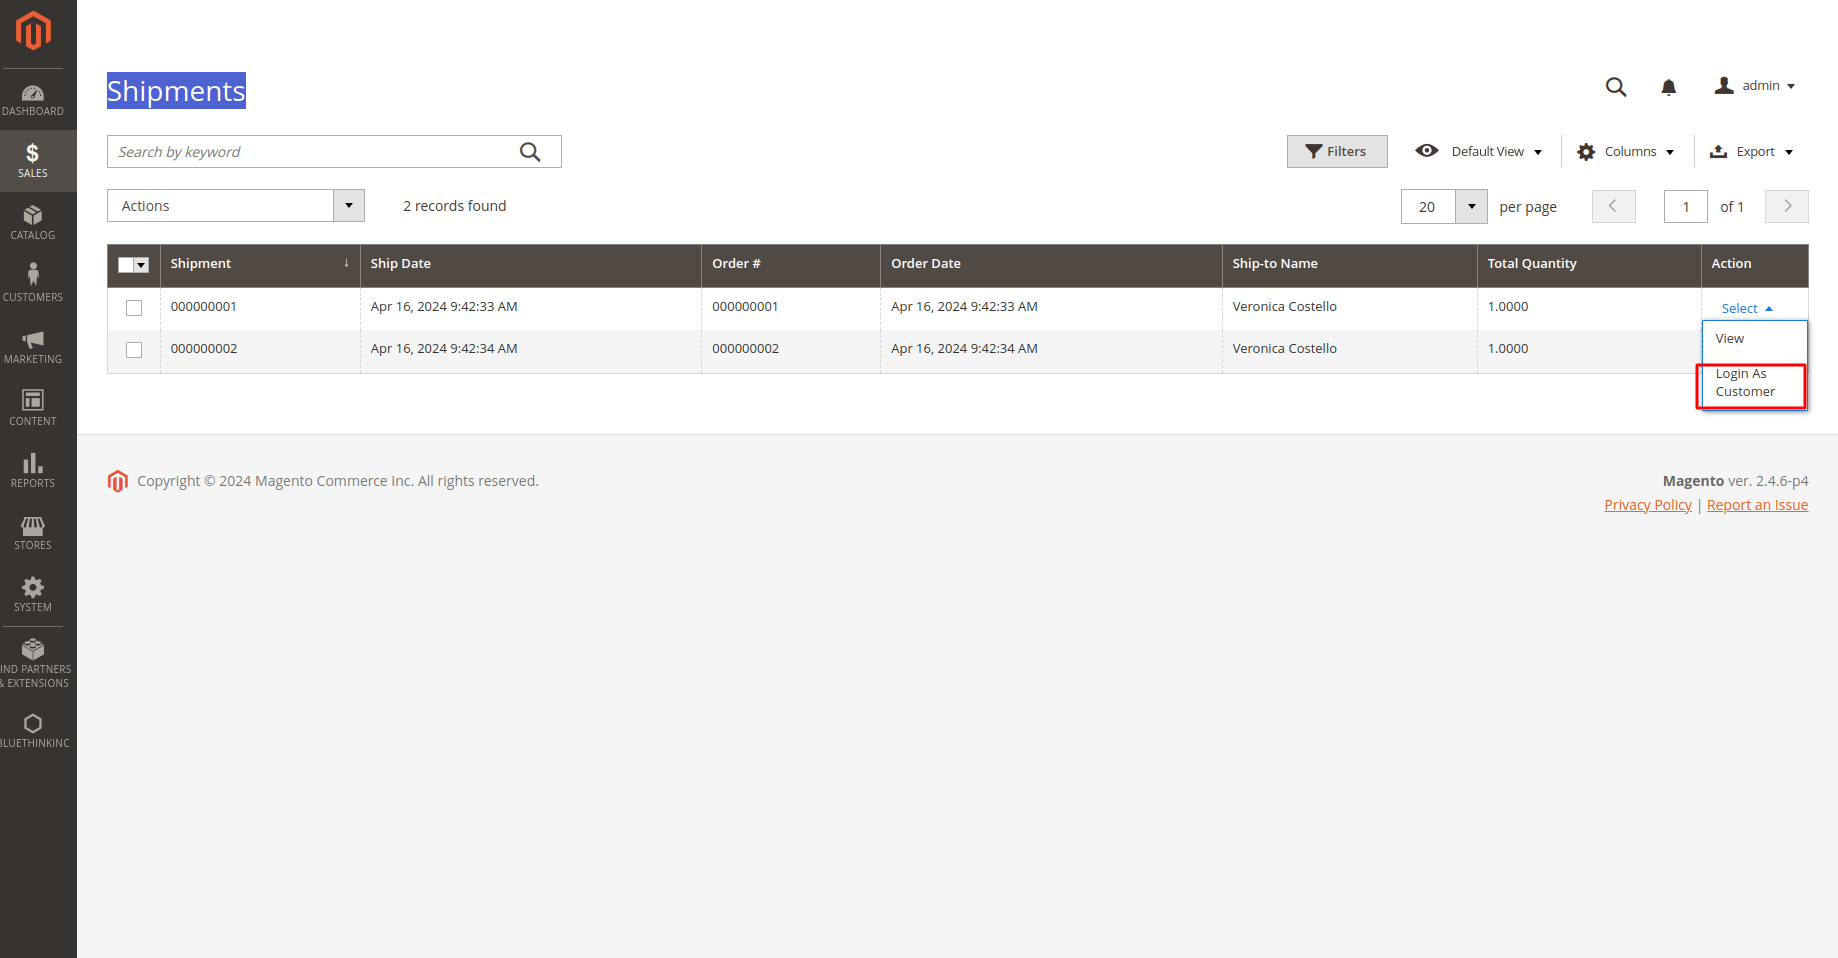 Shipments
admin
Search by keyword
Filters
Default View
Columns
Export
Actions
2 records found
20
per page
1
of 1
Shipment ↓ Ship Date Order # Order Date Ship-to Name Total Quantity Action
000000001 Apr 16, 2024 9:42:33 AM 000000001 Apr 16, 2024 9:42:33 AM Veronica Costello 1.0000 Select
000000002 Apr 16, 2024 9:42:34 AM 000000002 Apr 16, 2024 9:42:34 AM Veronica Costello 1.0000
View
Login As
Customer
DASHBOARD
$
SALES
CATALOG
CUSTOMERS
MARKETING
CONTENT
REPORTS
STORES
SYSTEM
IND PARTNERS
& EXTENSIONS
BLUETHINKINC
Copyright © 2024 Magento Commerce Inc. All rights reserved.
Magento ver. 2.4.6-p4
Privacy Policy | Report an Issue